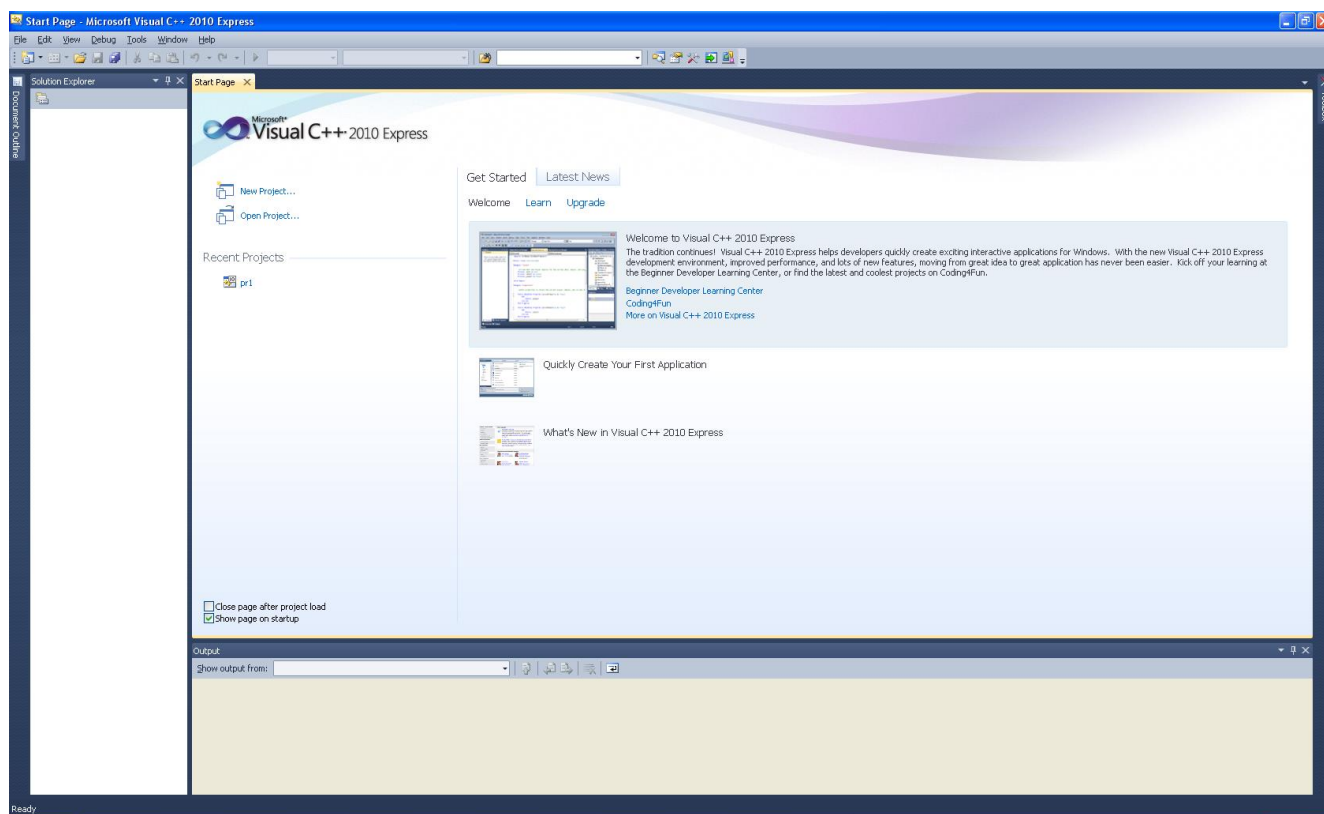 Start Page - Microsoft Visual C++ 2010 Express
File Edit View Debug Tools Window Help
Solution Explorer
Start Page
Document Outline
Microsoft
Visual C++ 2010 Express
New Project...
Open Project...
Recent Projects
pr1
Get Started Latest News
Welcome Learn Upgrade
Welcome to Visual C++ 2010 Express
The tradition continues! Visual C++ 2010 Express helps developers quickly create exciting interactive applications for Windows. With the new Visual C++ 2010 Express
development environment, improved performance, and lots of new features, moving from great idea to great application has never been easier. Kick off your learning at
the Beginner Developer Learning Center, or find the latest and coolest projects on Coding4Fun.
Beginner Developer Learning Center
Coding4Fun
More on Visual C++ 2010 Express
Quickly Create Your First Application
What's New in Visual C++ 2010 Express
Close page after project load
Show page on startup
Output
Show output from:
Ready